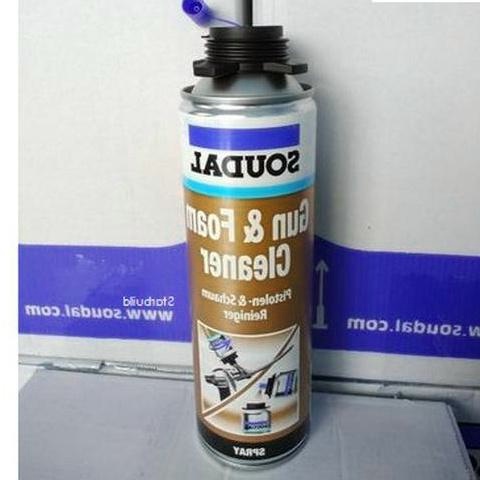 SOUDAL
Gun & Foam
Cleaner
Pistolen- & Schaum
Reiniger
SPRAY
Starbuild
www.soudal.com
www.soudal.com